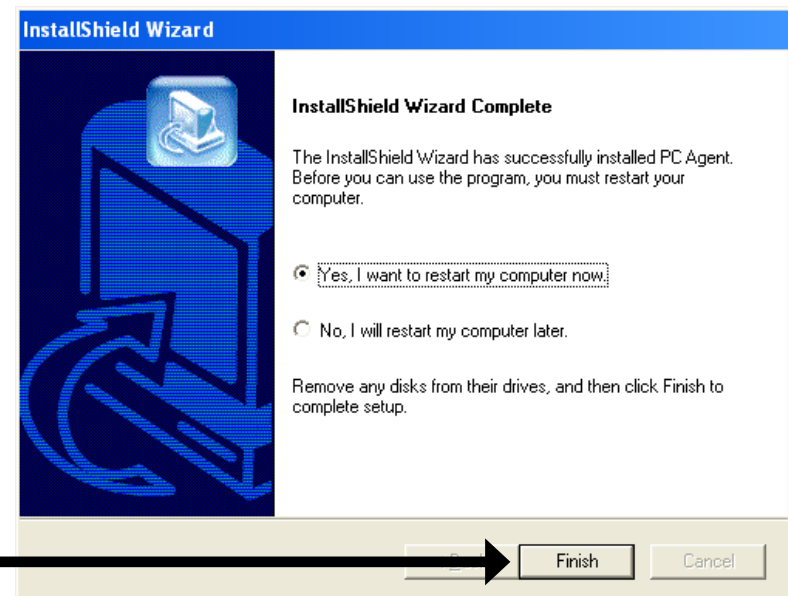 InstallShield Wizard
InstallShield Wizard Complete
The InstallShield Wizard has successfully installed PC Agent.
Before you can use the program, you must restart your
computer.
Yes, I want to restart my computer now.
No, I will restart my computer later.
Remove any disks from their drives, and then click Finish to
complete setup.
Finish Cancel